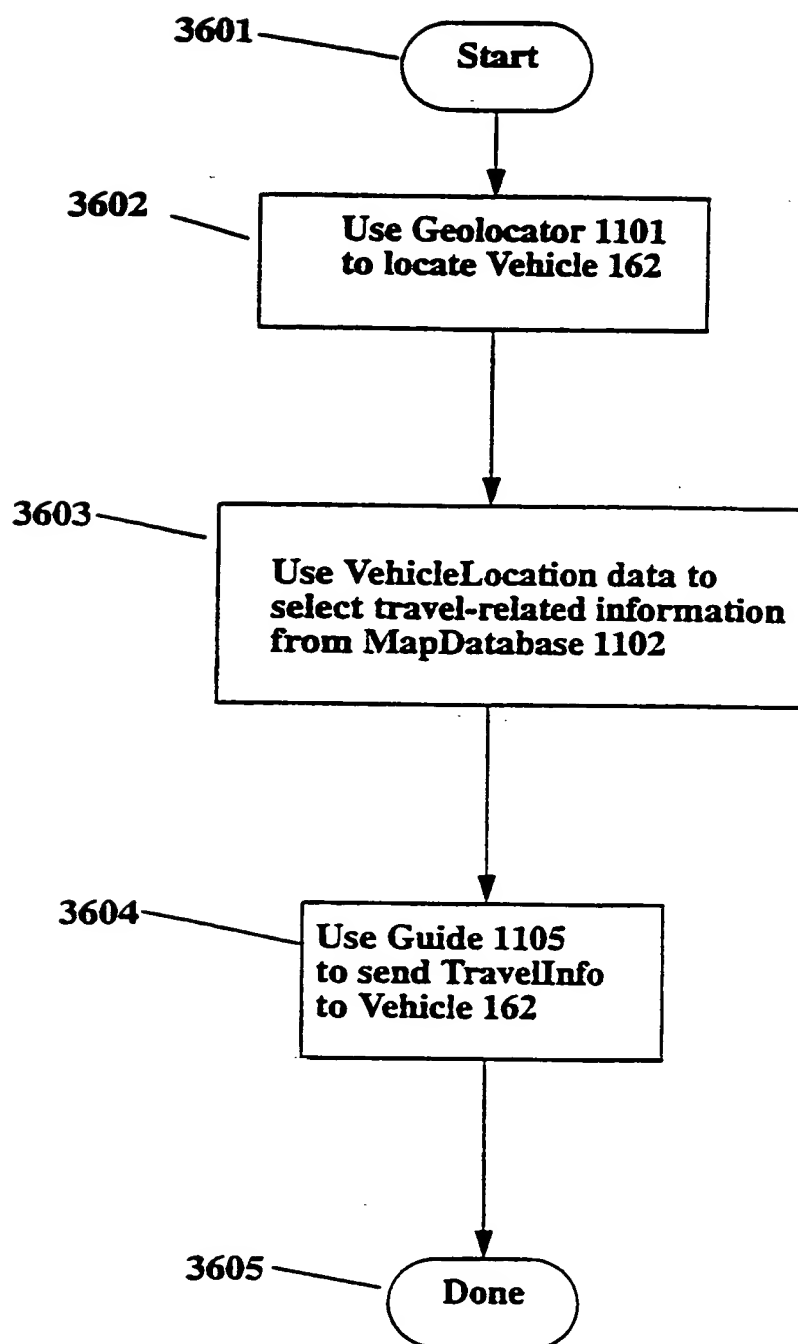 3601
Start
3602
Use Geolocator 1101
to locate Vehicle 162
3603
Use VehicleLocation data to
select travel-related information
from MapDatabase 1102
3604
Use Guide 1105
to send TravelInfo
to Vehicle 162
3605
Done